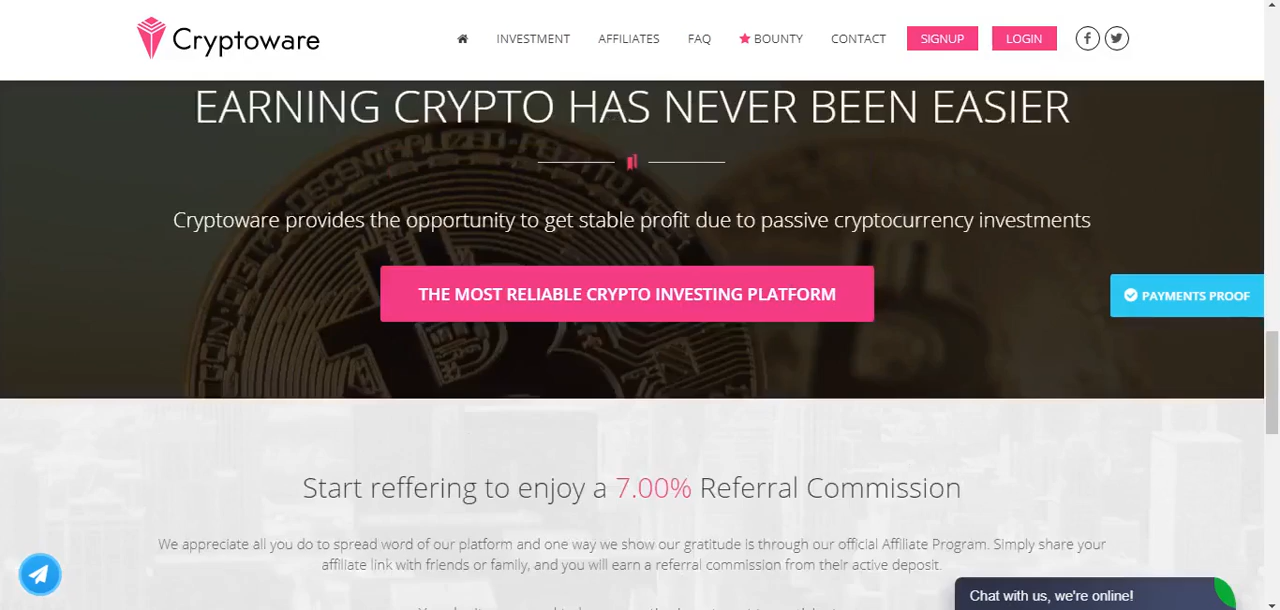 Cryptoware
INVESTMENT
AFFILIATES
FAQ
BOUNTY
CONTACT
SIGNUP
LOGIN
EARNING CRYPTO HAS NEVER BEEN EASIER
Cryptoware provides the opportunity to get stable profit due to passive cryptocurrency investments
THE MOST RELIABLE CRYPTO INVESTING PLATFORM
PAYMENTS PROOF
Start reffering to enjoy a 7.00% Referral Commission
We appreciate all you do to spread word of our platform and one way we show our gratitude is through our official Affiliate Program. Simply share your
affiliate link with friends or family, and you will earn a referral commission from their active deposit.
Chat with us, we're online!